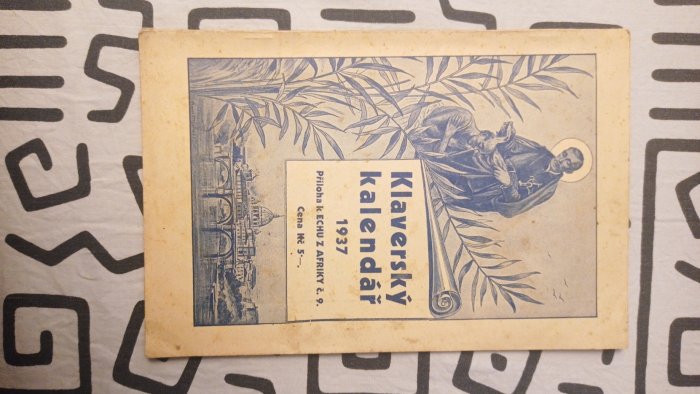 Klaverský
kalendář
1937
Příloha k ECHU Z AFRIKY č. 9.
Cena Kč 5·—.